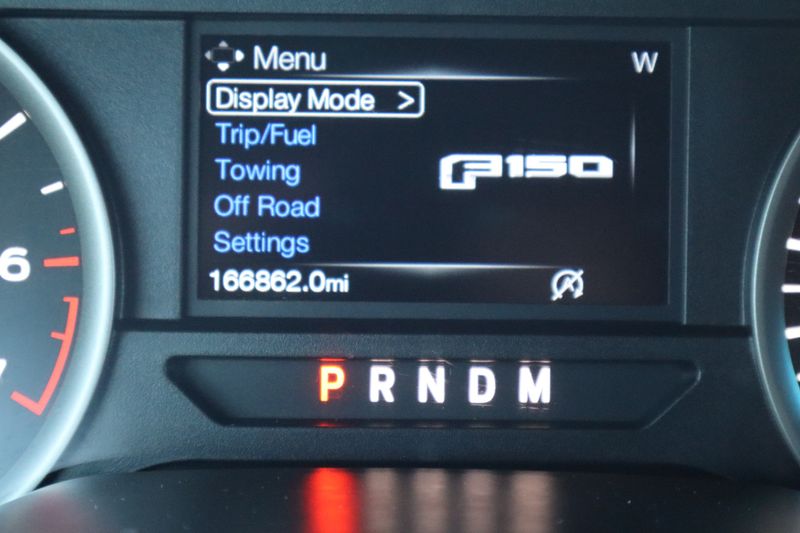 Menu W
Display Mode >
Trip/Fuel
Towing
F150
Off Road
Settings
166862.0mi
6
P R N D M